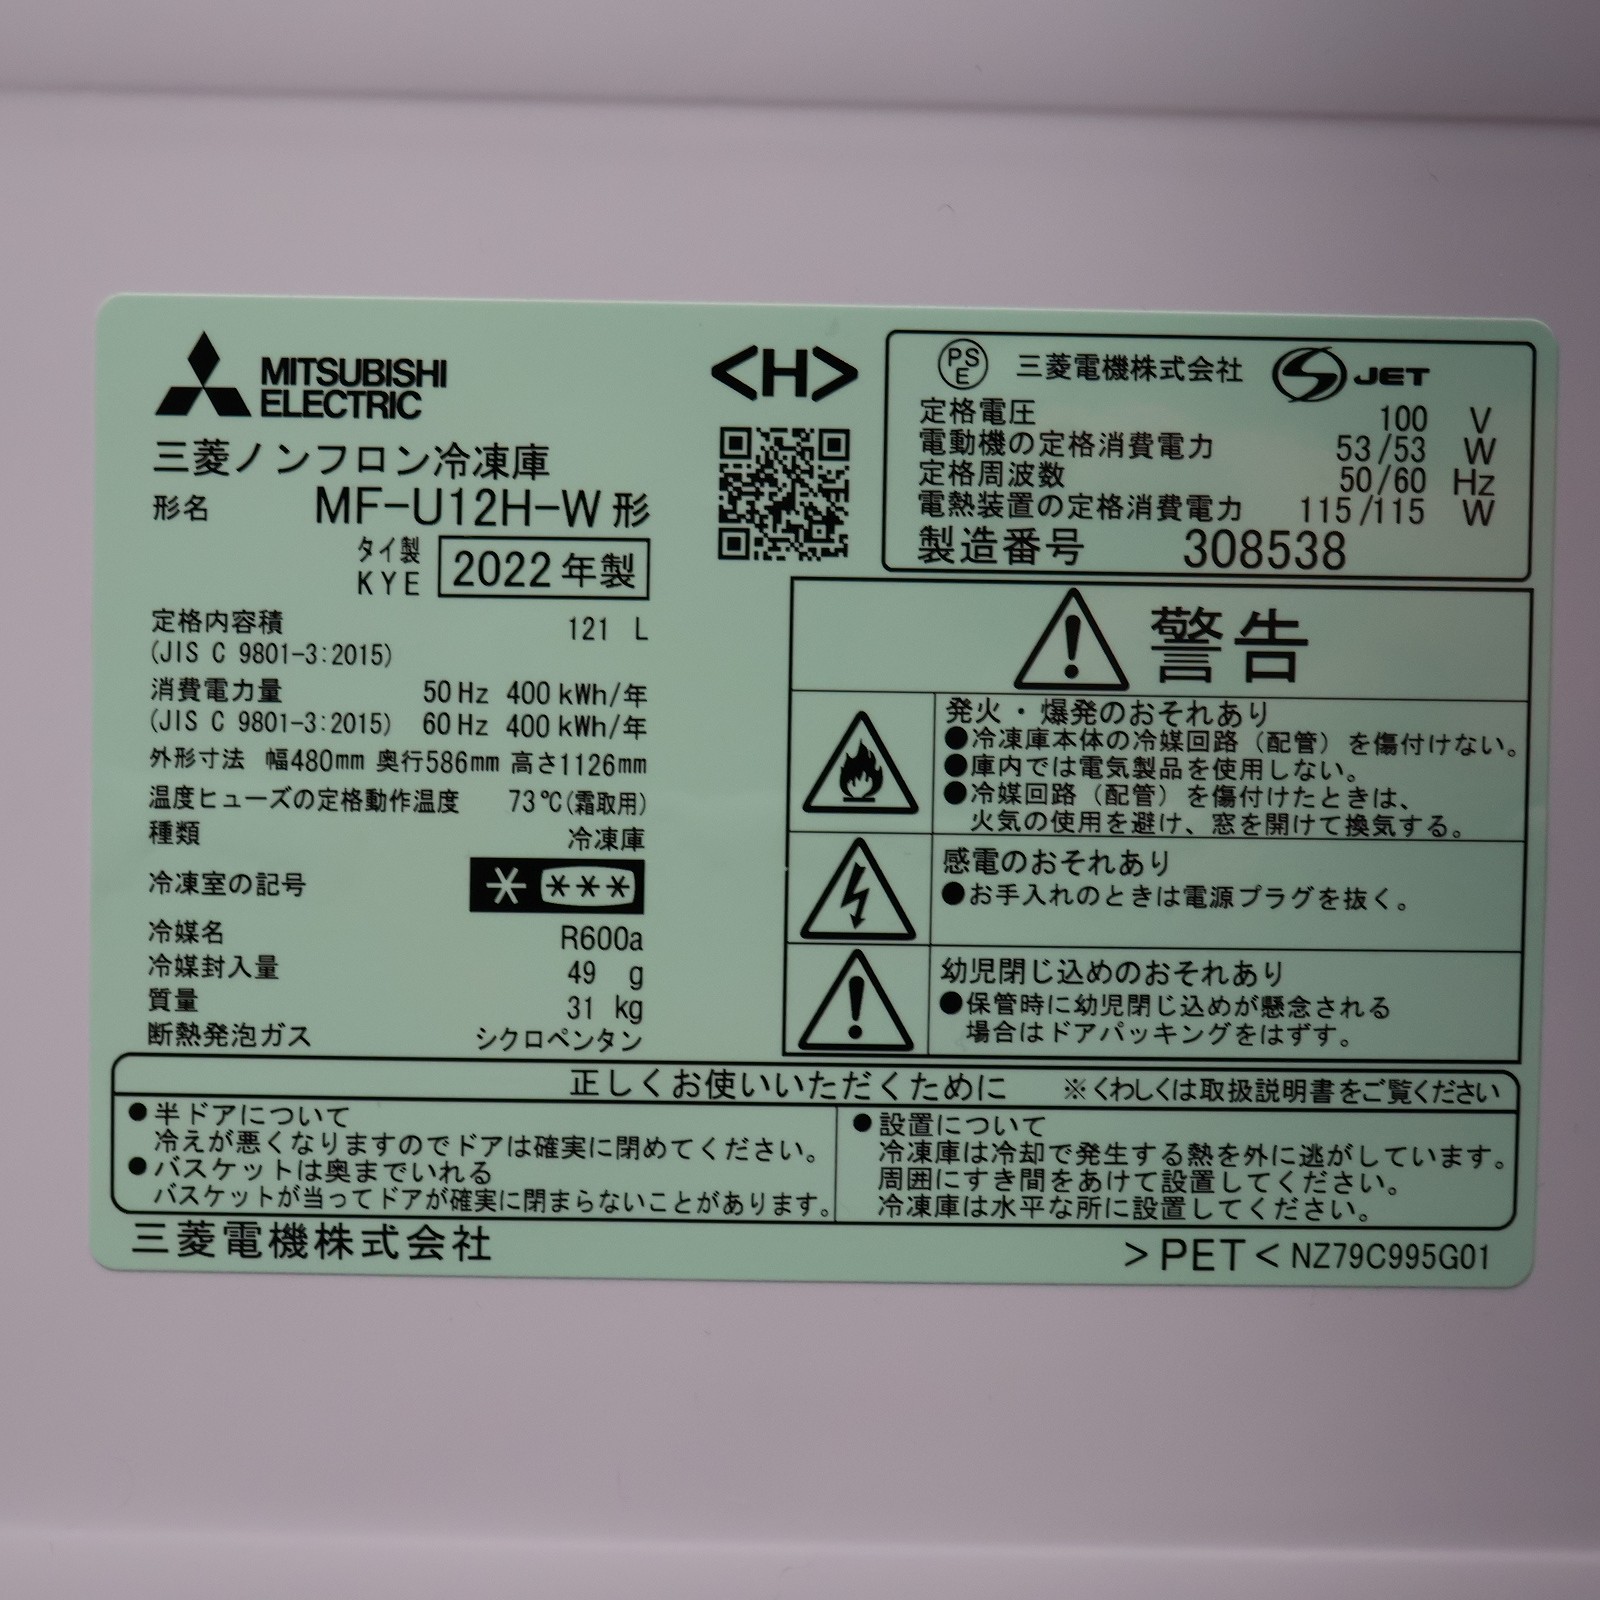 MITSUBISHI
ELECTRIC
三菱ノンフロン冷凍庫
形名 MF-U12H-W 形
タイ製
KYE
2022年製
定格内容積 121 L
(JIS C 9801-3:2015)
消費電力量 50Hz 400kWh/年
(JIS C 9801-3:2015) 60Hz 400kWh/年
外形寸法 幅480mm 奥行586mm 高さ1126mm
温度ヒューズの定格動作温度 73℃(霜取用)
種類 冷凍庫
冷凍室の記号 * ***
冷媒名 R600a
冷媒封入量 49 g
質量 31 kg
断熱発泡ガス シクロペンタン
<H>
PSE 三菱電機株式会社 S JET
定格電圧 100 V
電動機の定格消費電力 53/53 W
定格周波数 50/60 Hz
電熱装置の定格消費電力 115/115 W
製造番号 308538
警告
発火・爆発のおそれあり
●冷凍庫本体の冷媒回路(配管)を傷付けない。
●庫内では電気製品を使用しない。
●冷媒回路(配管)を傷付けたときは、
火気の使用を避け、窓を開けて換気する。
感電のおそれあり
●お手入れのときは電源プラグを抜く。
幼児閉じ込めのおそれあり
●保管時に幼児閉じ込めが懸念される
場合はドアパッキングをはずす。
正しくお使いいただくために ※くわしくは取扱説明書をご覧ください
●半ドアについて
冷えが悪くなりますのでドアは確実に閉めてください。
●バスケットは奥までいれる
バスケットが当ってドアが確実に閉まらないことがあります。
●設置について
冷凍庫は冷却で発生する熱を外に逃がしています。
周囲にすき間をあけて設置してください。
冷凍庫は水平な所に設置してください。
三菱電機株式会社
>PET< NZ79C995G01